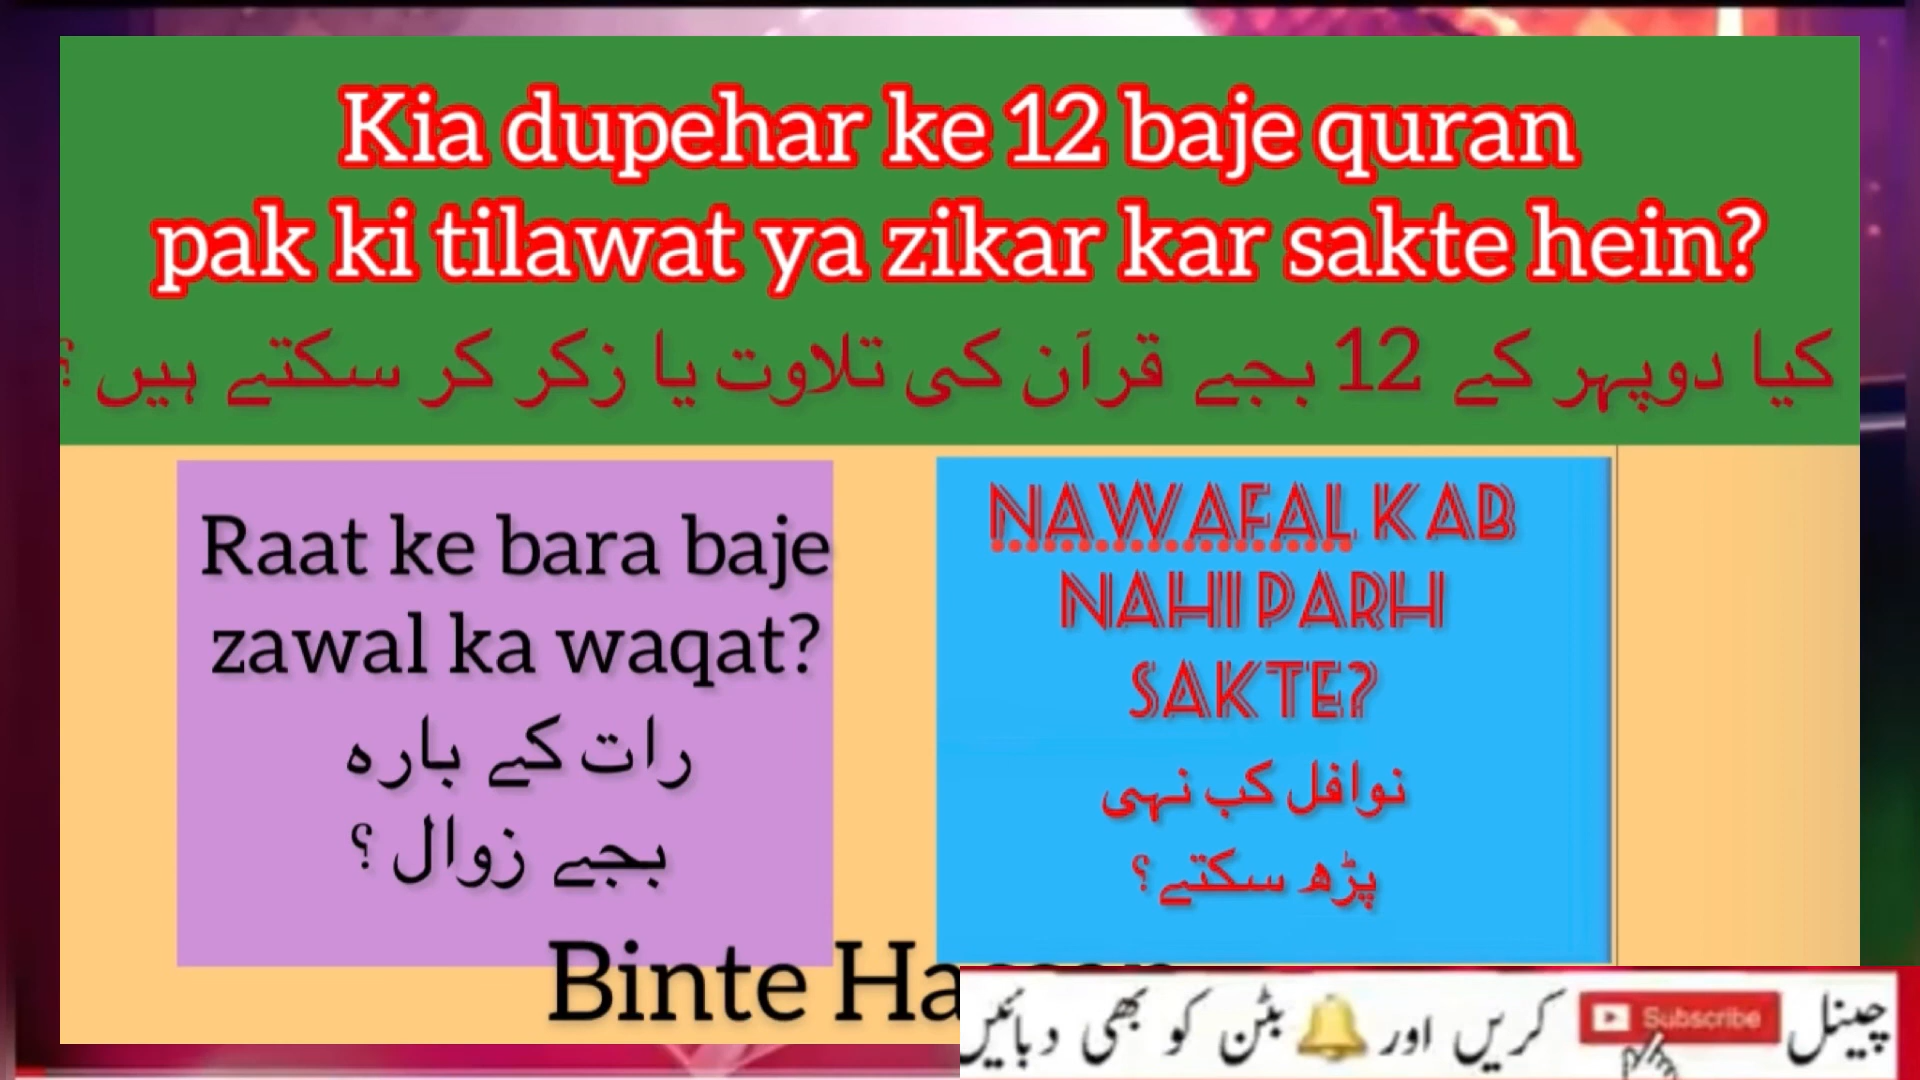 Kia dupehar ke 12 baje quran
pak ki tilawat ya zikar kar sakte hein?
کیا دوپہر کے 12 بجے قرآن کی تلاوت یا زکر کر سکتے ہیں ؟
Raat ke bara baje
zawal ka waqat?
رات کے بارہ
بجے زوال ؟
NAWAFAL KAB
NAHI PARH
SAKTE?
نوافل کب نہی
پڑھ سکتے؟
Binte
چینل Subscribe کریں اور بٹن کو بھی دبائیں